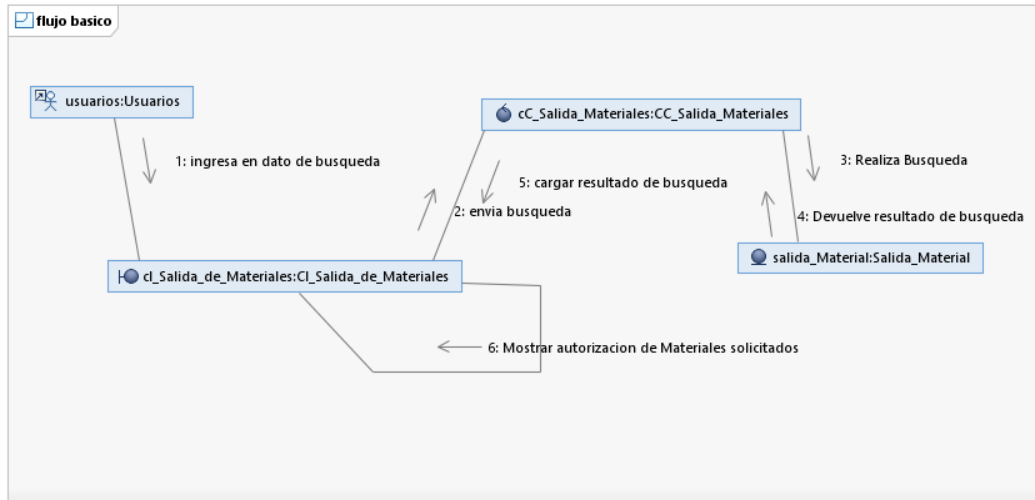 flujo basico
usuarios:Usuarios
cC_Salida_Materiales:CC_Salida_Materiales
1: ingresa en dato de busqueda
3: Realiza Busqueda
5: cargar resultado de busqueda
2: envia busqueda
4: Devuelve resultado de busqueda
salida_Material:Salida_Material
cI_Salida_de_Materiales:CI_Salida_de_Materiales
6: Mostrar autorizacion de Materiales solicitados